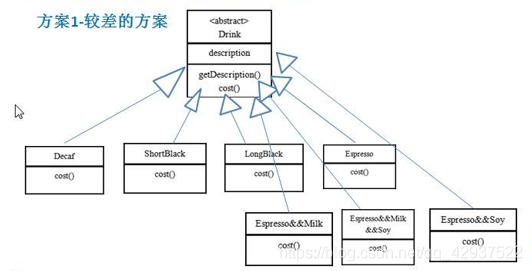 方案1-较差的方案
<abstract>
Drink
description
getDescription()
cost()
Decaf
cost()
ShortBlack
cost()
LongBlack
cost()
Espresso
cost()
Espresso&&Milk
cost()
Espresso&&Milk
&&Soy
cost()
Espresso&&Soy
cost()
https://blog.csdn.net/qq_42937522